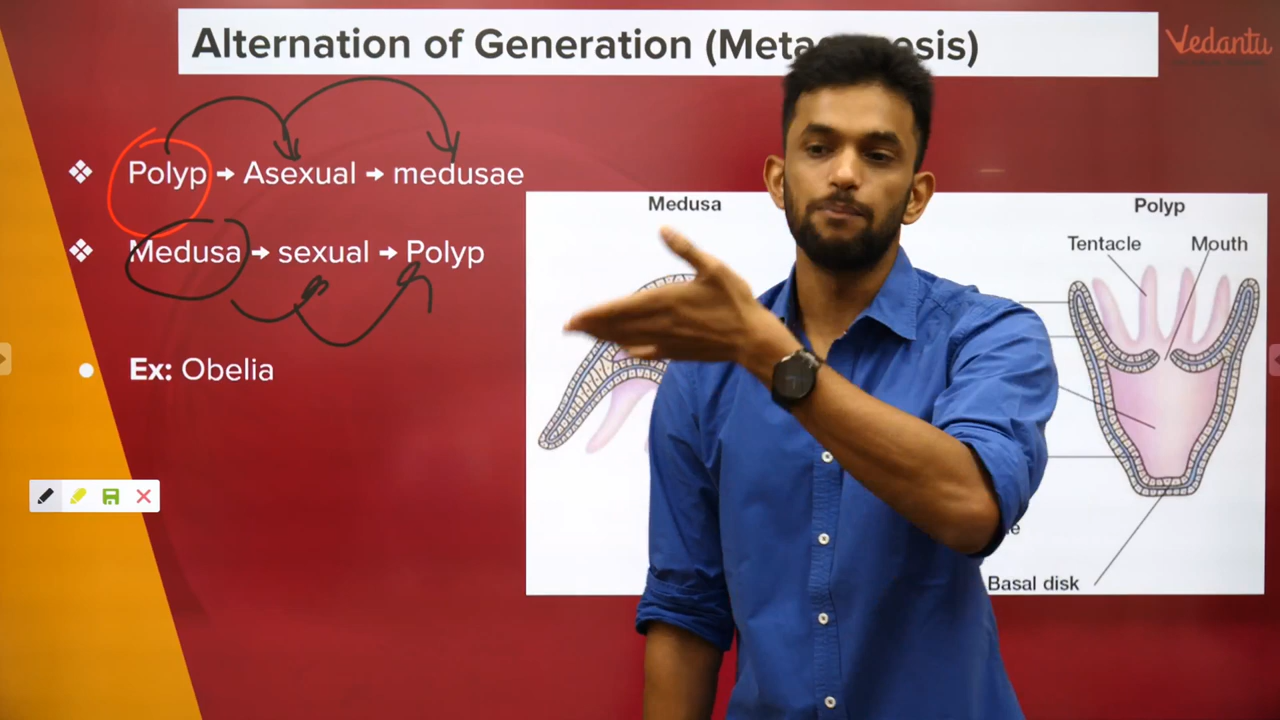 Alternation of Generation (Meta esis)
Vedantu
❖ Polyp → Asexual → medusae
❖ Medusa → sexual → Polyp
• Ex: Obelia
Medusa
Polyp
Tentacle Mouth
Basal disk